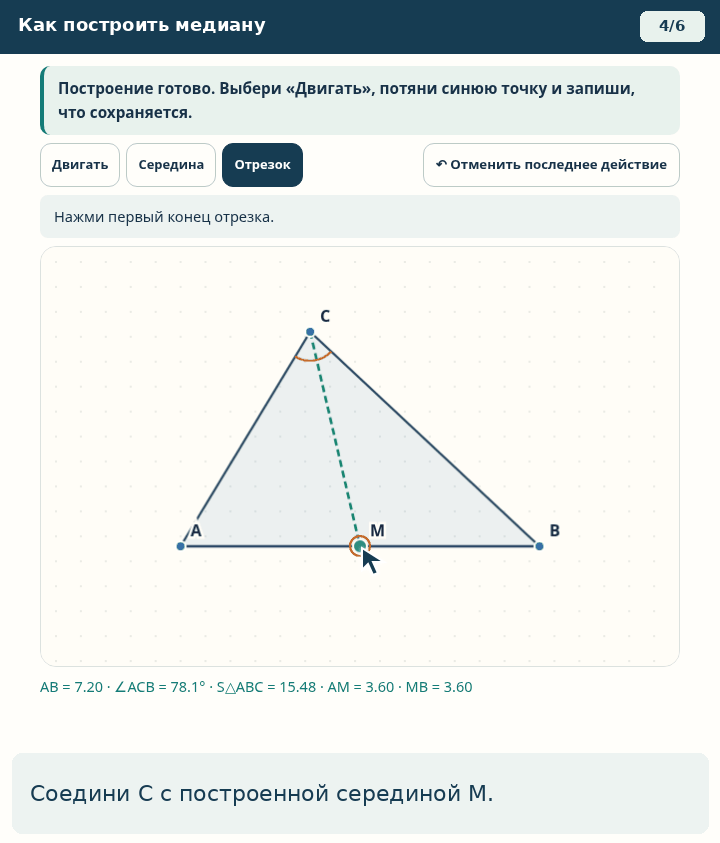 Как построить медиану
4/6
Построение готово. Выбери «Двигать», потяни синюю точку и запиши,
что сохраняется.
Двигать
Середина
Отрезок
↶ Отменить последнее действие
Нажми первый конец отрезка.
C
A
M
B
AB = 7.20 · ∠ACB = 78.1° · S△ABC = 15.48 · AM = 3.60 · MB = 3.60
Соедини C с построенной серединой M.